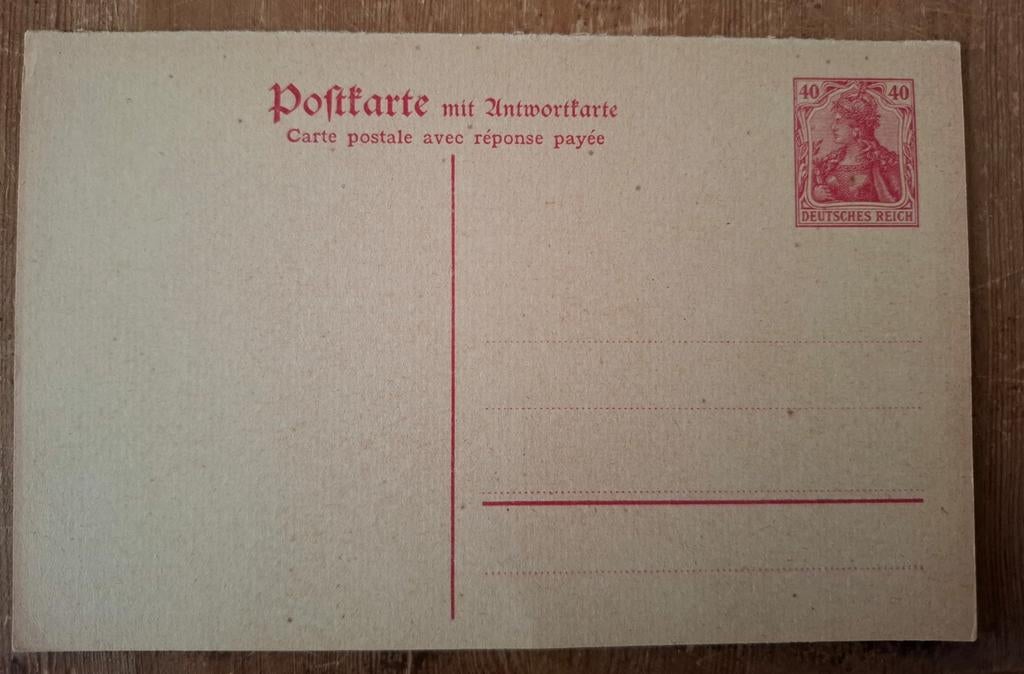 Poſtkarte mit Antwortkarte
Carte postale avec réponse payée
40 40
DEUTSCHES REICH